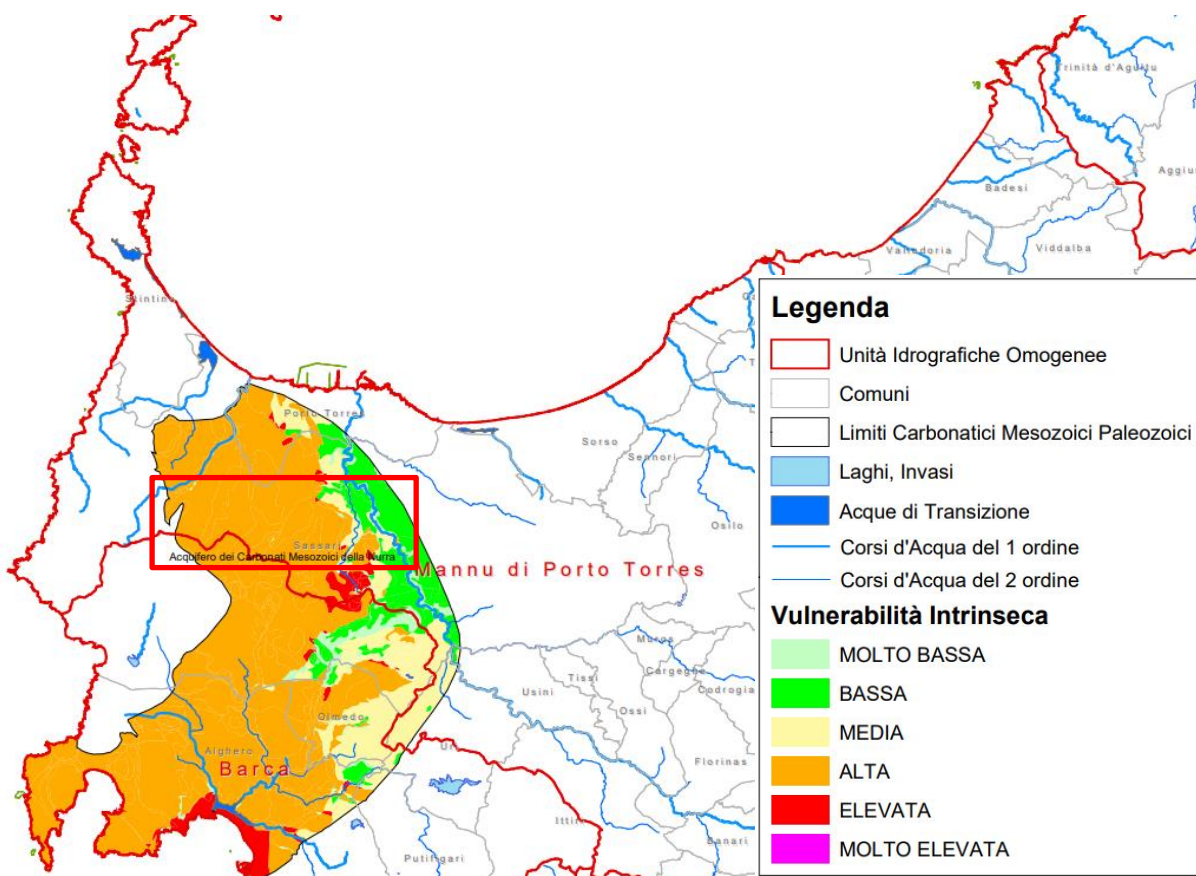 Trinità d'Agultu
Aggius
Badesi
Viddalba
Valledoria
Stintino
Porto Torres
Sorso
Sennori
Osilo
Sassari
Acquifero dei Carbonati Mesozoici della Nurra
Mannu di Porto Torres
Muros
Tissi
Cargeghe
Usini
Codrogia
Ossi
Olmedo
Uri
Florinas
Alghero
Barca
Ittiri
Banari
Putifigari
Legenda
Unità Idrografiche Omogenee
Comuni
Limiti Carbonatici Mesozoici Paleozoici
Laghi, Invasi
Acque di Transizione
Corsi d'Acqua del 1 ordine
Corsi d'Acqua del 2 ordine
Vulnerabilità Intrinseca
MOLTO BASSA
BASSA
MEDIA
ALTA
ELEVATA
MOLTO ELEVATA